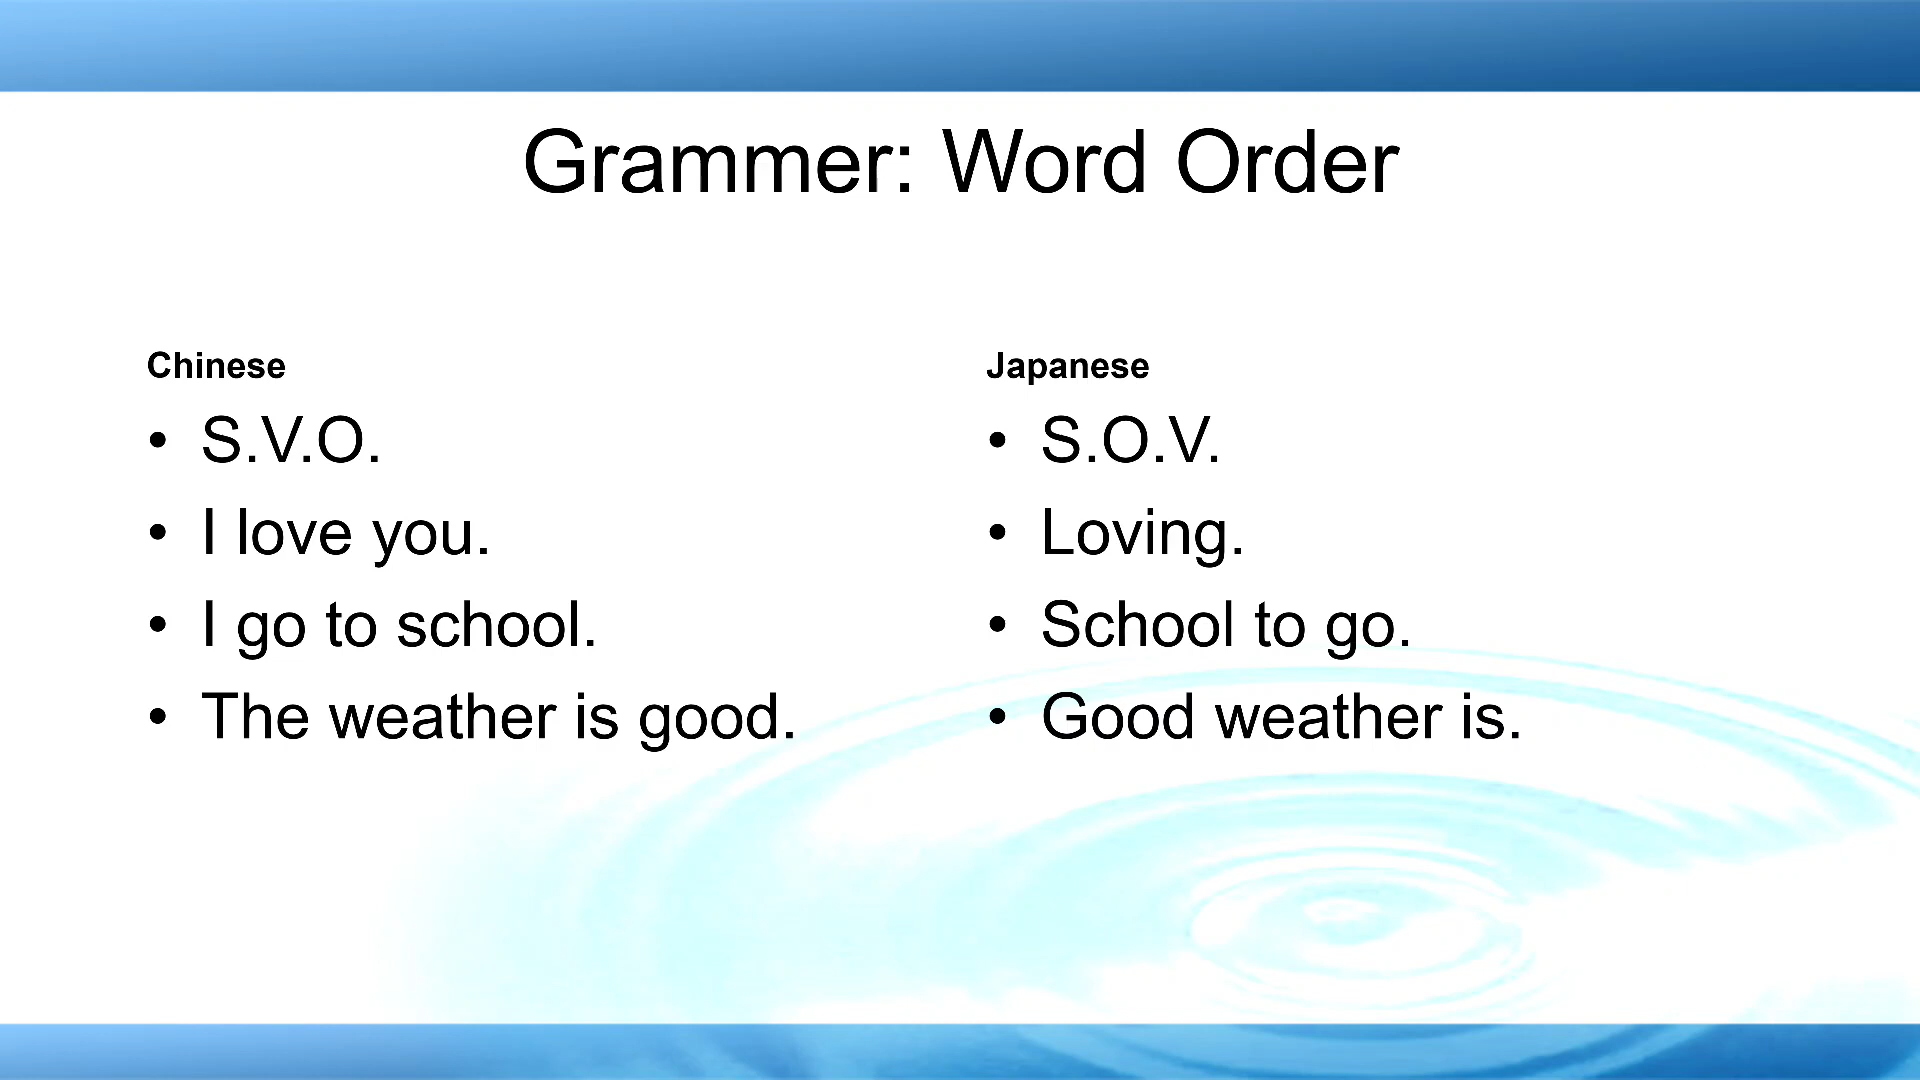 Grammer: Word Order
Chinese
• S.V.O.
• I love you.
• I go to school.
• The weather is good.
Japanese
• S.O.V.
• Loving.
• School to go.
• Good weather is.